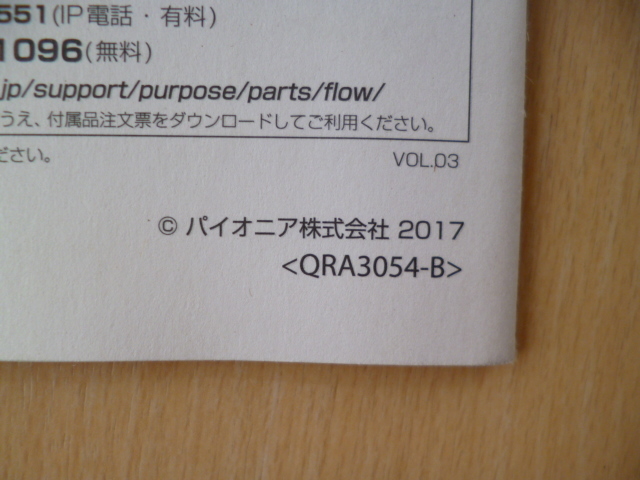 551(IP電話・有料)
1096(無料)
.jp/support/purpose/parts/flow/
うえ、付属品注文票をダウンロードしてご利用ください。
ださい。
VOL.03
© パイオニア株式会社 2017
<QRA3054-B>